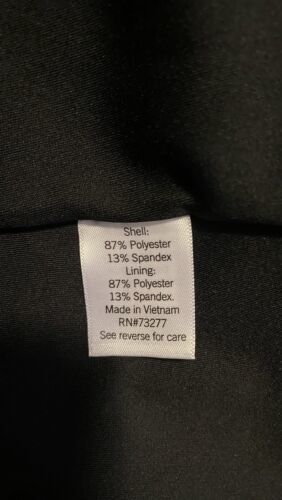 Shell:
87% Polyester
13% Spandex
Lining:
87% Polyester
13% Spandex.
Made in Vietnam
RN#73277
See reverse for care